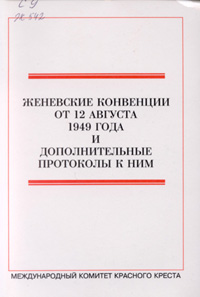 ЖЕНЕВСКИЕ КОНВЕНЦИИ
ОТ 12 АВГУСТА
1949 ГОДА
И
ДОПОЛНИТЕЛЬНЫЕ
ПРОТОКОЛЫ К НИМ
МЕЖДУНАРОДНЫЙ КОМИТЕТ КРАСНОГО КРЕСТА